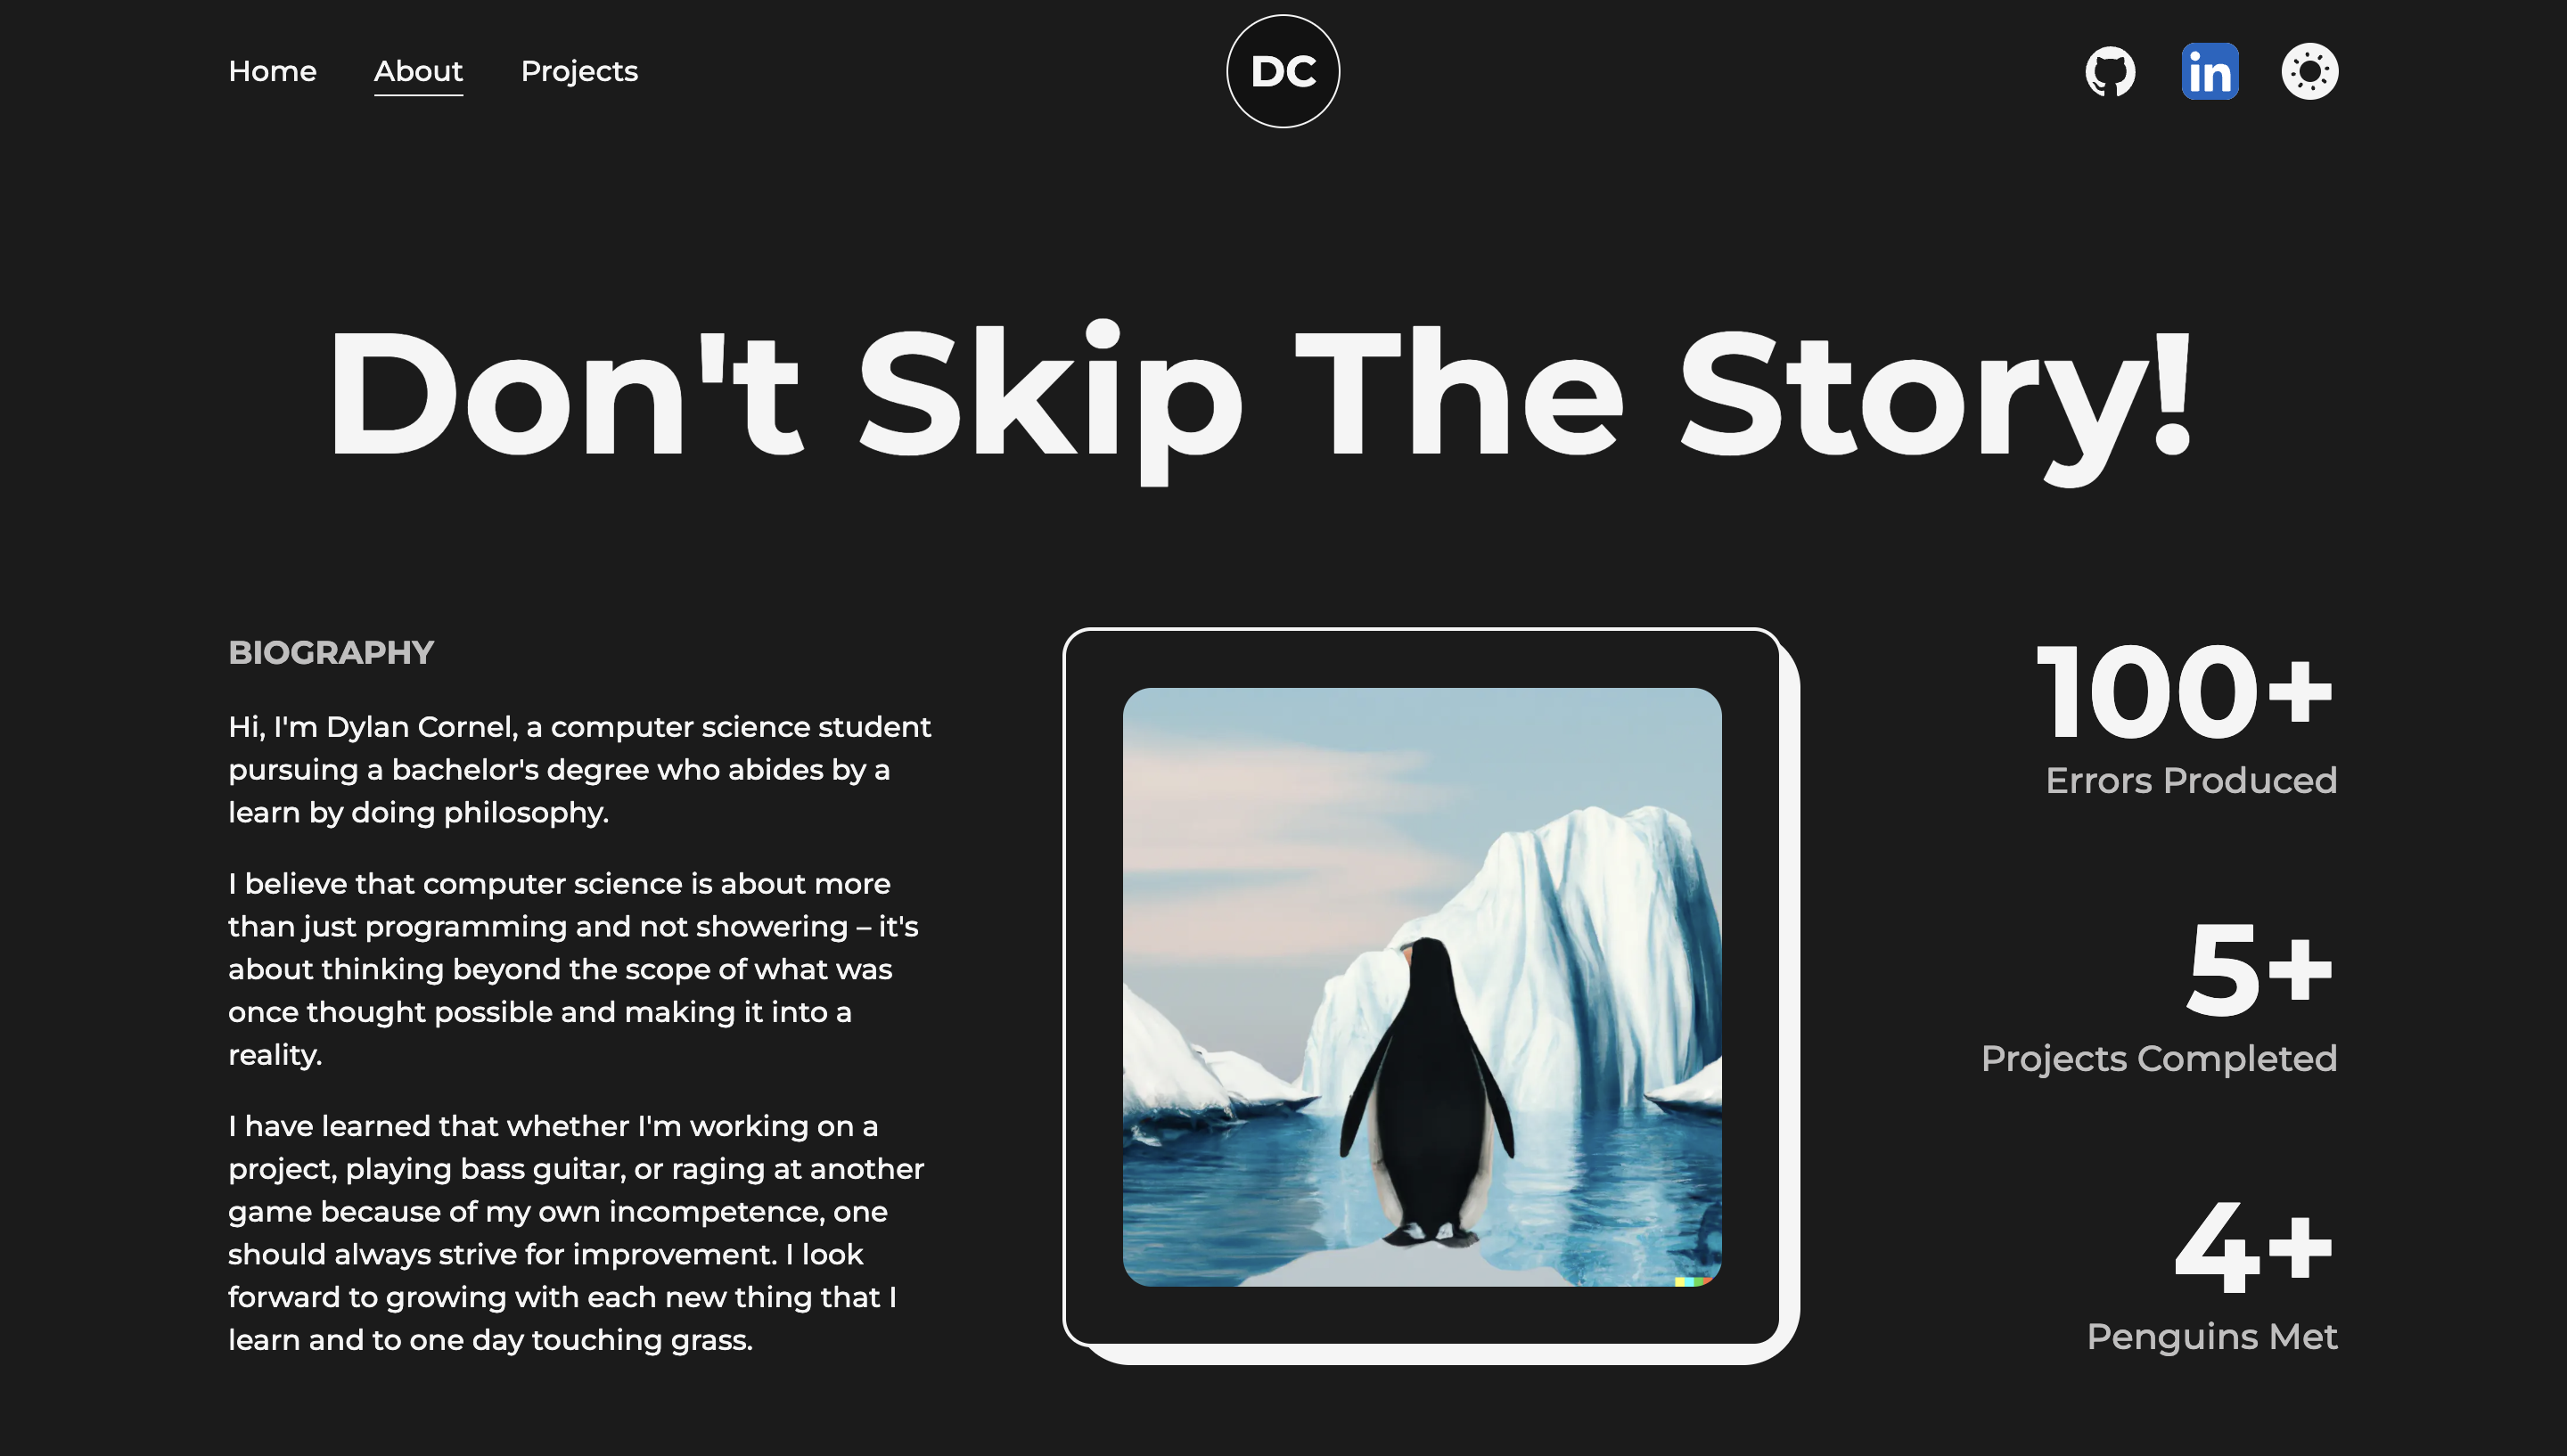 Home About Projects
DC
in
Don't Skip The Story!
BIOGRAPHY
Hi, I'm Dylan Cornel, a computer science student
pursuing a bachelor's degree who abides by a
learn by doing philosophy.
I believe that computer science is about more
than just programming and not showering – it's
about thinking beyond the scope of what was
once thought possible and making it into a
reality.
I have learned that whether I'm working on a
project, playing bass guitar, or raging at another
game because of my own incompetence, one
should always strive for improvement. I look
forward to growing with each new thing that I
learn and to one day touching grass.
100+
Errors Produced
5+
Projects Completed
4+
Penguins Met